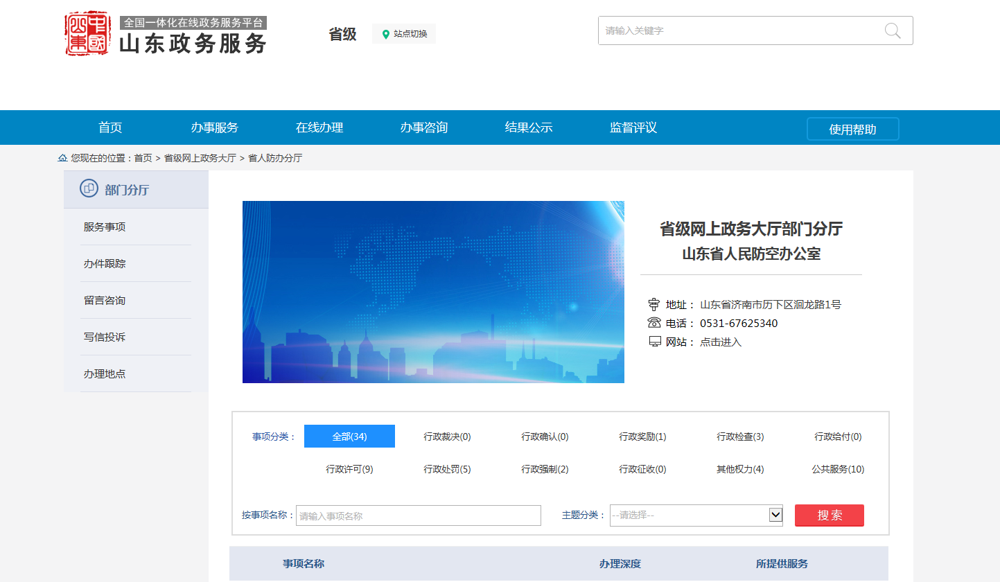 全国一体化在线政务服务平台
山东政务服务
省级
站点切换
请输入关键字
首页 办事服务 在线办理 办事咨询 结果公示 监督评议 使用帮助
您现在的位置：首页 > 省级网上政务大厅 > 省人防办分厅
部门分厅
服务事项
办件跟踪
留言咨询
写信投诉
办理地点
省级网上政务大厅部门分厅
山东省人民防空办公室
地址： 山东省济南市历下区洄龙路1号
电话： 0531-67625340
网站： 点击进入
事项分类： 全部(34) 行政裁决(0) 行政确认(0) 行政奖励(1) 行政检查(3) 行政给付(0)
行政许可(9) 行政处罚(5) 行政强制(2) 行政征收(0) 其他权力(4) 公共服务(10)
按事项名称： 请输入事项名称 主题分类： --请选择-- 搜 索
事项名称 办理深度 所提供服务